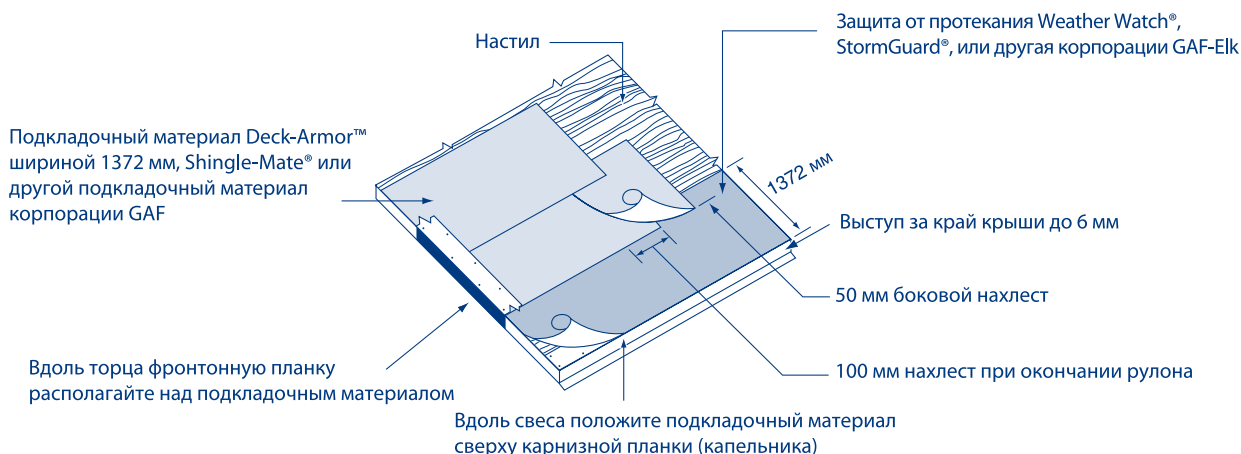 Защита от протекания Weather Watch®,
StormGuard®, или другая корпорации GAF-Elk
Настил
Подкладочный материал Deck-Armor™
шириной 1372 мм, Shingle-Mate® или
другой подкладочный материал
корпорации GAF
1372 мм
Выступ за край крыши до 6 мм
50 мм боковой нахлест
Вдоль торца фронтонную планку
располагайте над подкладочным материалом
100 мм нахлест при окончании рулона
Вдоль свеса положите подкладочный материал
сверху карнизной планки (капельника)